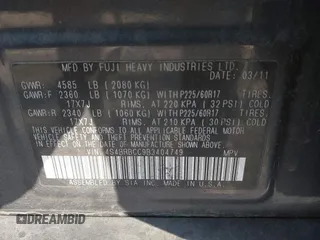 MFD BY FUJI HEAVY INDUSTRIES LTD.
DATE 03/11
GVWR: 4585 LB (2080 KG)
GAWR:F 2360 LB (1070 KG) WITH P225/60R17 TIRES,
17X7J RIMS, AT 220 KPA (32 PSI) COLD
GAWR:R 2340 LB (1060 KG) WITH P225/60R17 TIRES,
17X7J RIMS, AT 210 KPA (30 PSI) COLD
THIS VEHICLE CONFORMS TO ALL APPLICABLE
FEDERAL MOTOR VEHICLE SAFETY, BUMPER, AND
THEFT PREVENTION STANDARDS IN EFFECT ON
THE DATE OF MANUFACTURE SHOWN ABOVE.
VIN: 4S4BRBCC9B3404749 MPV
ASSEMBLED BY SIA INC. MADE IN U.S.A.
DREAMBID